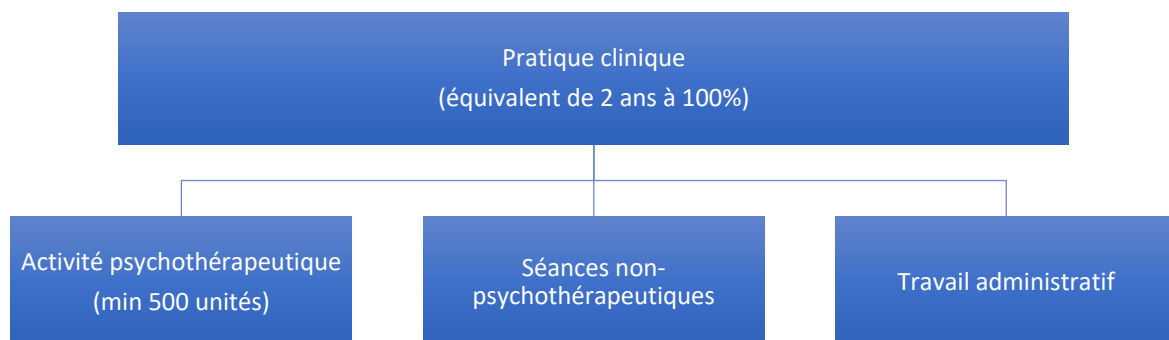 Pratique clinique
(équivalent de 2 ans à 100%)
Activité psychothérapeutique
(min 500 unités)
Séances non-
psychothérapeutiques
Travail administratif